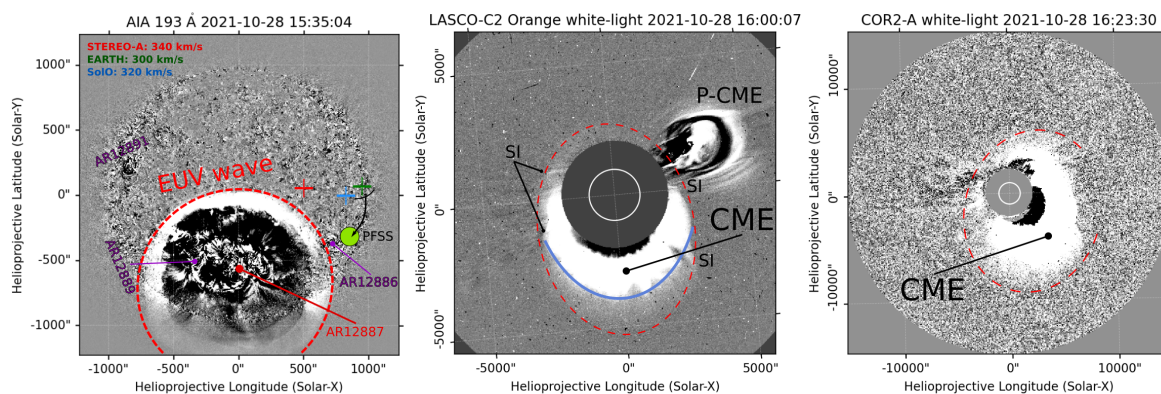 AIA 193 Å 2021-10-28 15:35:04
STEREO-A: 340 km/s
EARTH: 300 km/s
SolO: 320 km/s
1000"
500"
0"
-500"
-1000"
Helioprojective Latitude (Solar-Y)
AR12891
EUV wave
PFSS
AR12889
AR12886
AR12887
-1000"
-500"
0"
500"
1000"
Helioprojective Longitude (Solar-X)
LASCO-C2 Orange white-light 2021-10-28 16:00:07
5000"
0"
-5000"
Helioprojective Latitude (Solar-Y)
P-CME
SI
SI
CME
SI
-5000"
0"
5000"
Helioprojective Longitude (Solar-X)
COR2-A white-light 2021-10-28 16:23:30
10000"
0"
-10000"
Helioprojective Latitude (Solar-Y)
CME
-10000"
0"
10000"
Helioprojective Longitude (Solar-X)